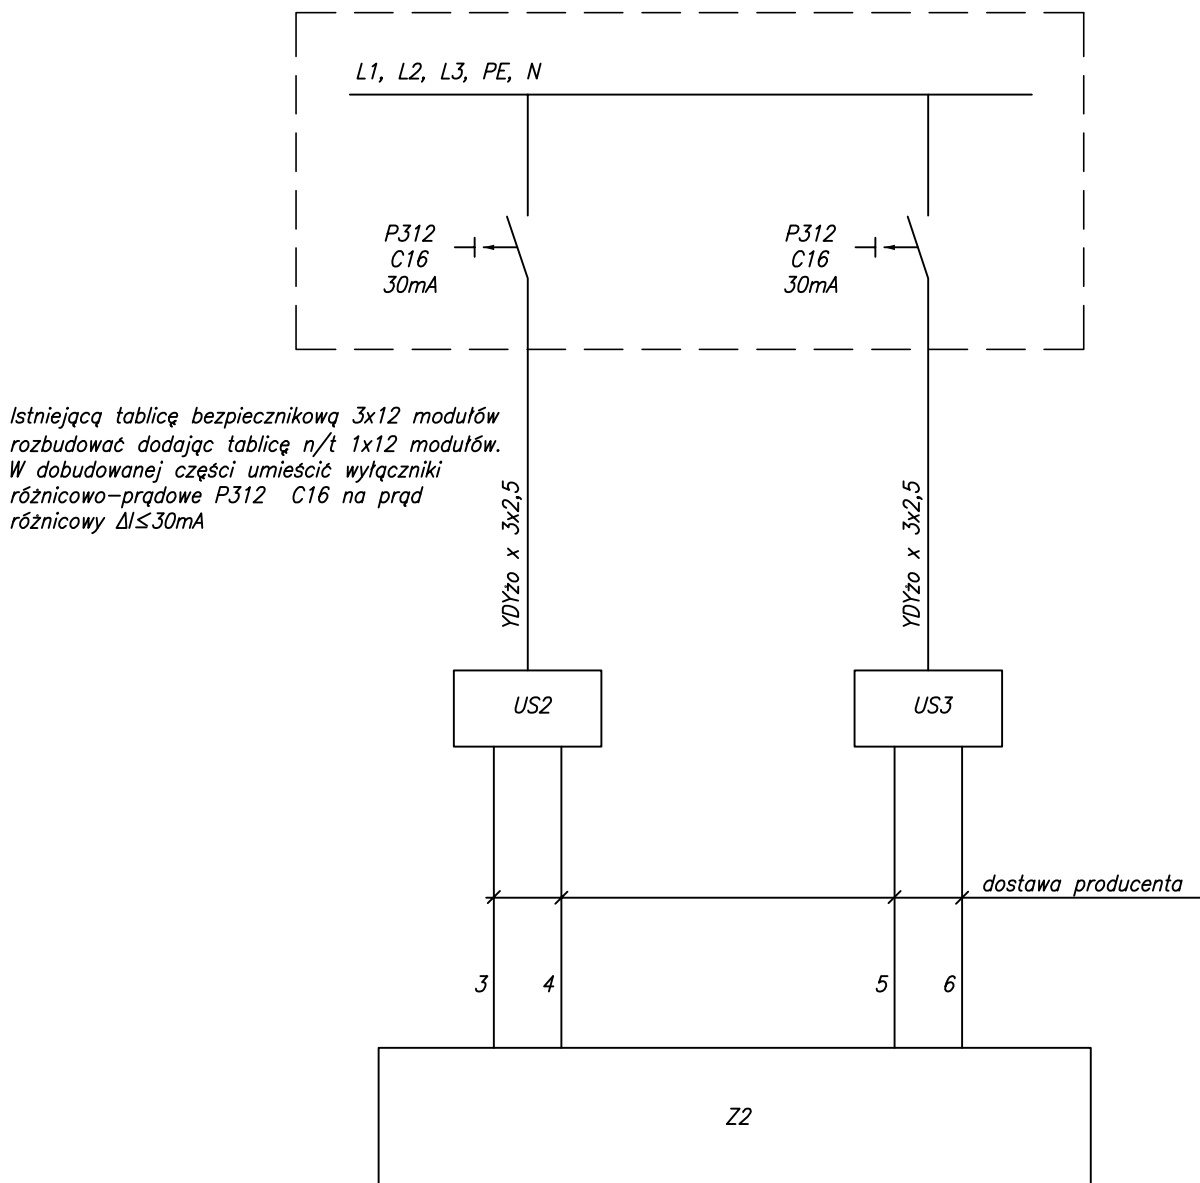 L1, L2, L3, PE, N
P312
C16
30mA
P312
C16
30mA
Istniejącą tablicę bezpiecznikową 3x12 modułów
rozbudować dodając tablicę n/t 1x12 modułów.
W dobudowanej części umieścić wyłączniki
różnicowo-prądowe P312 C16 na prąd
różnicowy ΔI≤30mA
YDYżo x 3x2,5
YDYżo x 3x2,5
US2
US3
dostawa producenta
3
4
5
6
Z2